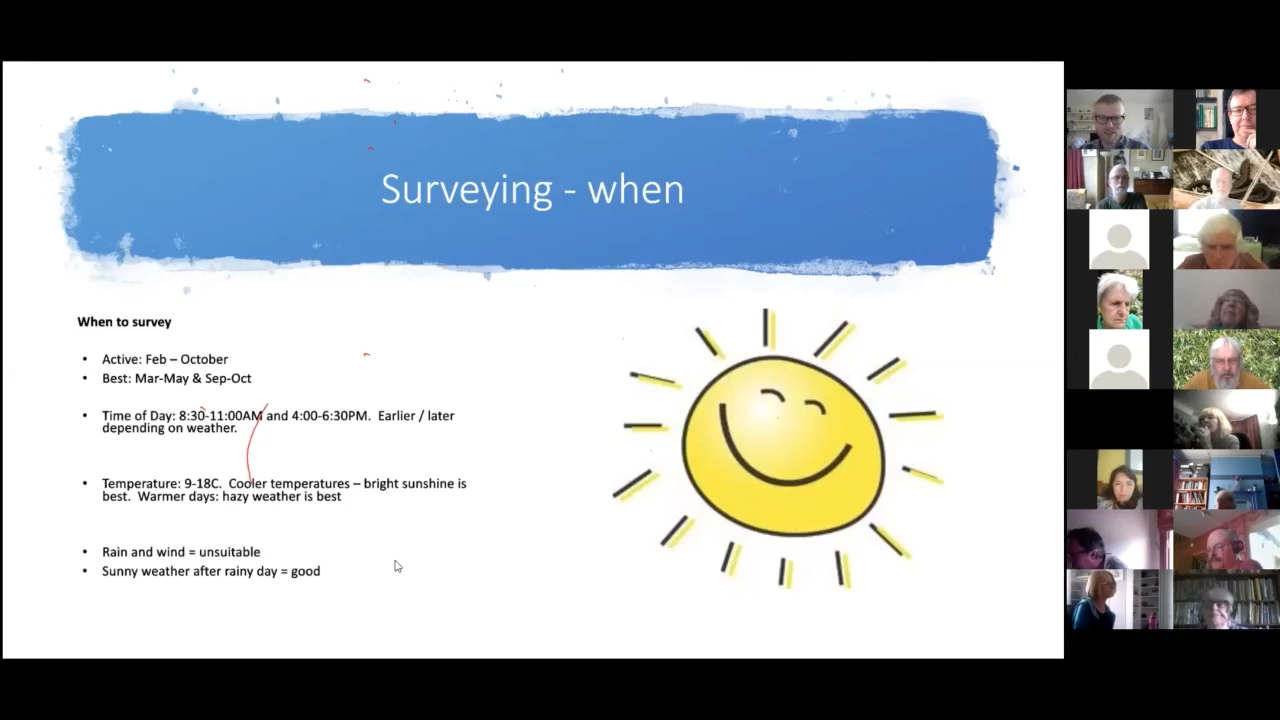 Surveying - when
When to survey
• Active: Feb – October
• Best: Mar-May & Sep-Oct
• Time of Day: 8:30-11:00AM and 4:00-6:30PM.  Earlier / later
depending on weather.
• Temperature: 9-18C.  Cooler temperatures – bright sunshine is
best.  Warmer days: hazy weather is best
• Rain and wind = unsuitable
• Sunny weather after rainy day = good